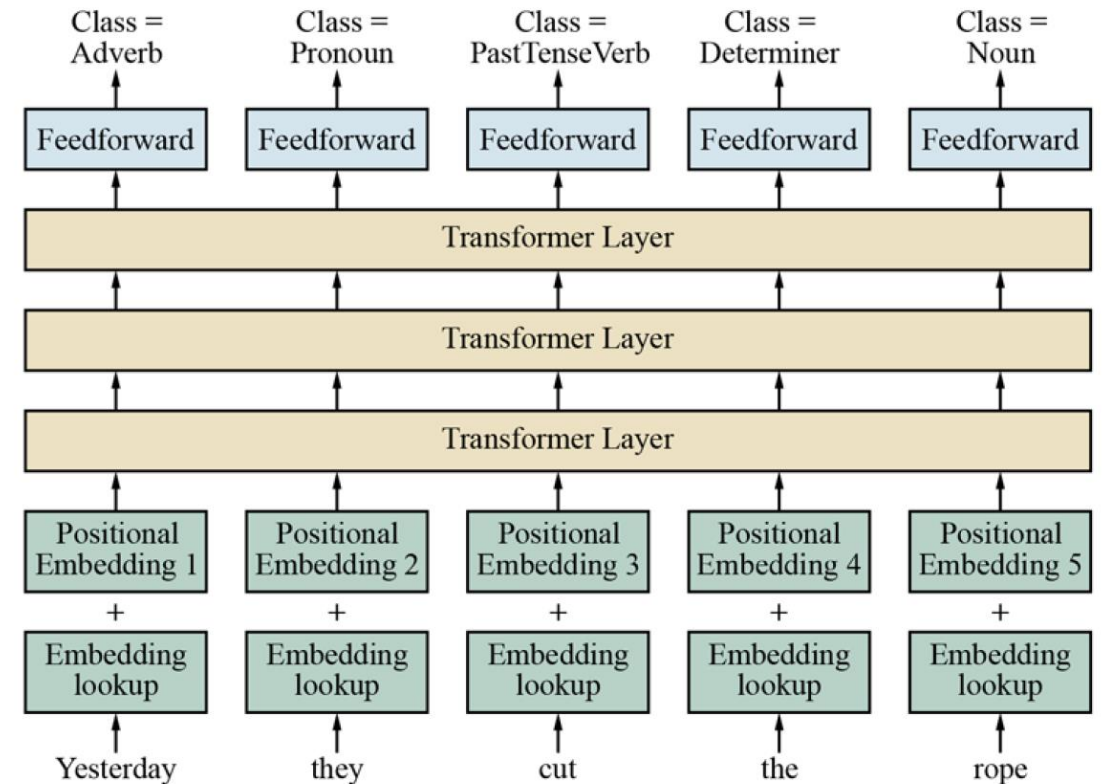 Class = Class = Class = Class = Class =
Adverb Pronoun PastTenseVerb Determiner Noun
Feedforward Feedforward Feedforward Feedforward Feedforward
Transformer Layer
Transformer Layer
Transformer Layer
Positional Positional Positional Positional Positional
Embedding 1 Embedding 2 Embedding 3 Embedding 4 Embedding 5
+ + + + +
Embedding Embedding Embedding Embedding Embedding
lookup lookup lookup lookup lookup
Yesterday they cut the rope